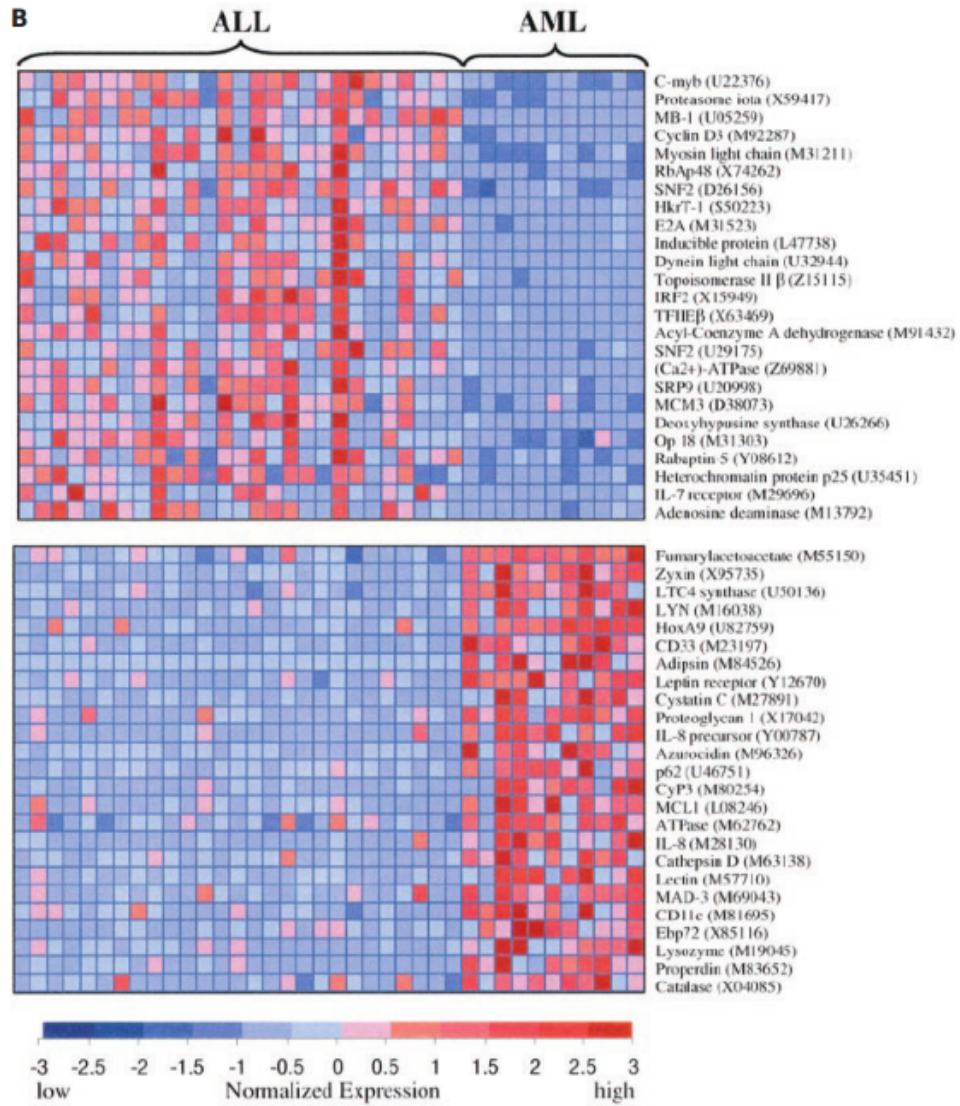 B
ALL AML
C-myb (U22376)
Proteasome iota (X59417)
MB-1 (U05259)
Cyclin D3 (M92287)
Myosin light chain (M31211)
RbAp48 (X74262)
SNF2 (D26156)
HkrT-1 (S50223)
E2A (M31523)
Inducible protein (L47738)
Dynein light chain (U32944)
Topoisomerase II β (Z15115)
IRF2 (X15949)
TFIIEβ (X63469)
Acyl-Coenzyme A dehydrogenase (M91432)
SNF2 (U29175)
(Ca2+)-ATPase (Z69881)
SRP9 (U20998)
MCM3 (D38073)
Deoxyhypusine synthase (U26266)
Op 18 (M31303)
Rabaptin-5 (Y08612)
Heterochromatin protein p25 (U35451)
IL-7 receptor (M29696)
Adenosine deaminase (M13792)
Fumarylacetoacetate (M55150)
Zyxin (X95735)
LTC4 synthase (U50136)
LYN (M16038)
HoxA9 (U82759)
CD33 (M23197)
Adipsin (M84526)
Leptin receptor (Y12670)
Cystatin C (M27891)
Proteoglycan 1 (X17042)
IL-8 precursor (Y00787)
Azurocidin (M96326)
p62 (U46751)
CyP3 (M80254)
MCL1 (L08246)
ATPase (M62762)
IL-8 (M28130)
Cathepsin D (M63138)
Lectin (M57710)
MAD-3 (M69043)
CD11c (M81695)
Ebp72 (X85116)
Lysozyme (M19045)
Properdin (M83652)
Catalase (X04085)
-3 -2.5 -2 -1.5 -1 -0.5 0 0.5 1 1.5 2 2.5 3
low Normalized Expression high